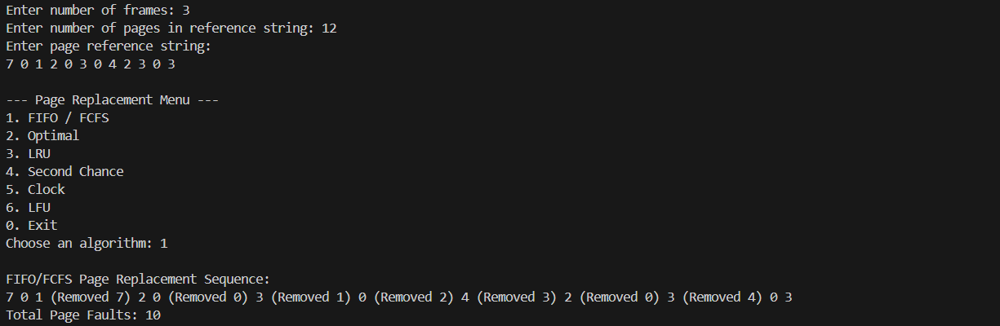 Enter number of frames: 3
Enter number of pages in reference string: 12
Enter page reference string:
7 0 1 2 0 3 0 4 2 3 0 3
--- Page Replacement Menu ---
1. FIFO / FCFS
2. Optimal
3. LRU
4. Second Chance
5. Clock
6. LFU
0. Exit
Choose an algorithm: 1
FIFO/FCFS Page Replacement Sequence:
7 0 1 (Removed 7) 2 0 (Removed 0) 3 (Removed 1) 0 (Removed 2) 4 (Removed 3) 2 (Removed 0) 3 (Removed 4) 0 3
Total Page Faults: 10